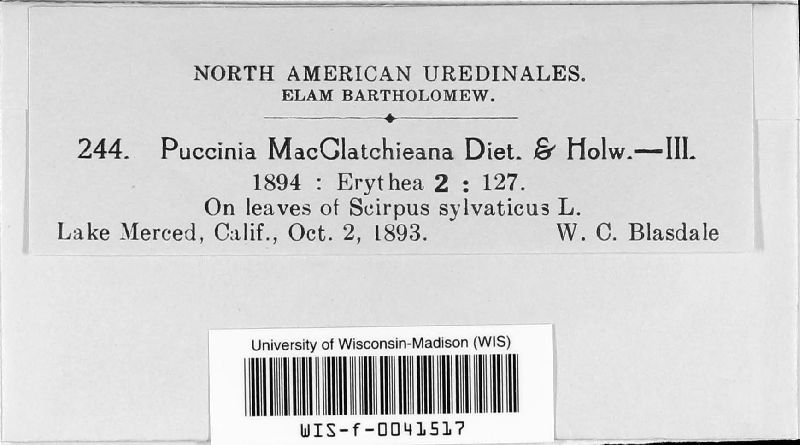 NORTH AMERICAN UREDINALES.
ELAM BARTHOLOMEW.
244. Puccinia MacClatchieana Diet. & Holw.—III.
1894 : Erythea 2 : 127.
On leaves of Scirpus sylvaticus L.
Lake Merced, Calif., Oct. 2, 1893. W. C. Blasdale
University of Wisconsin-Madison (WIS)
WIS-f-0041517